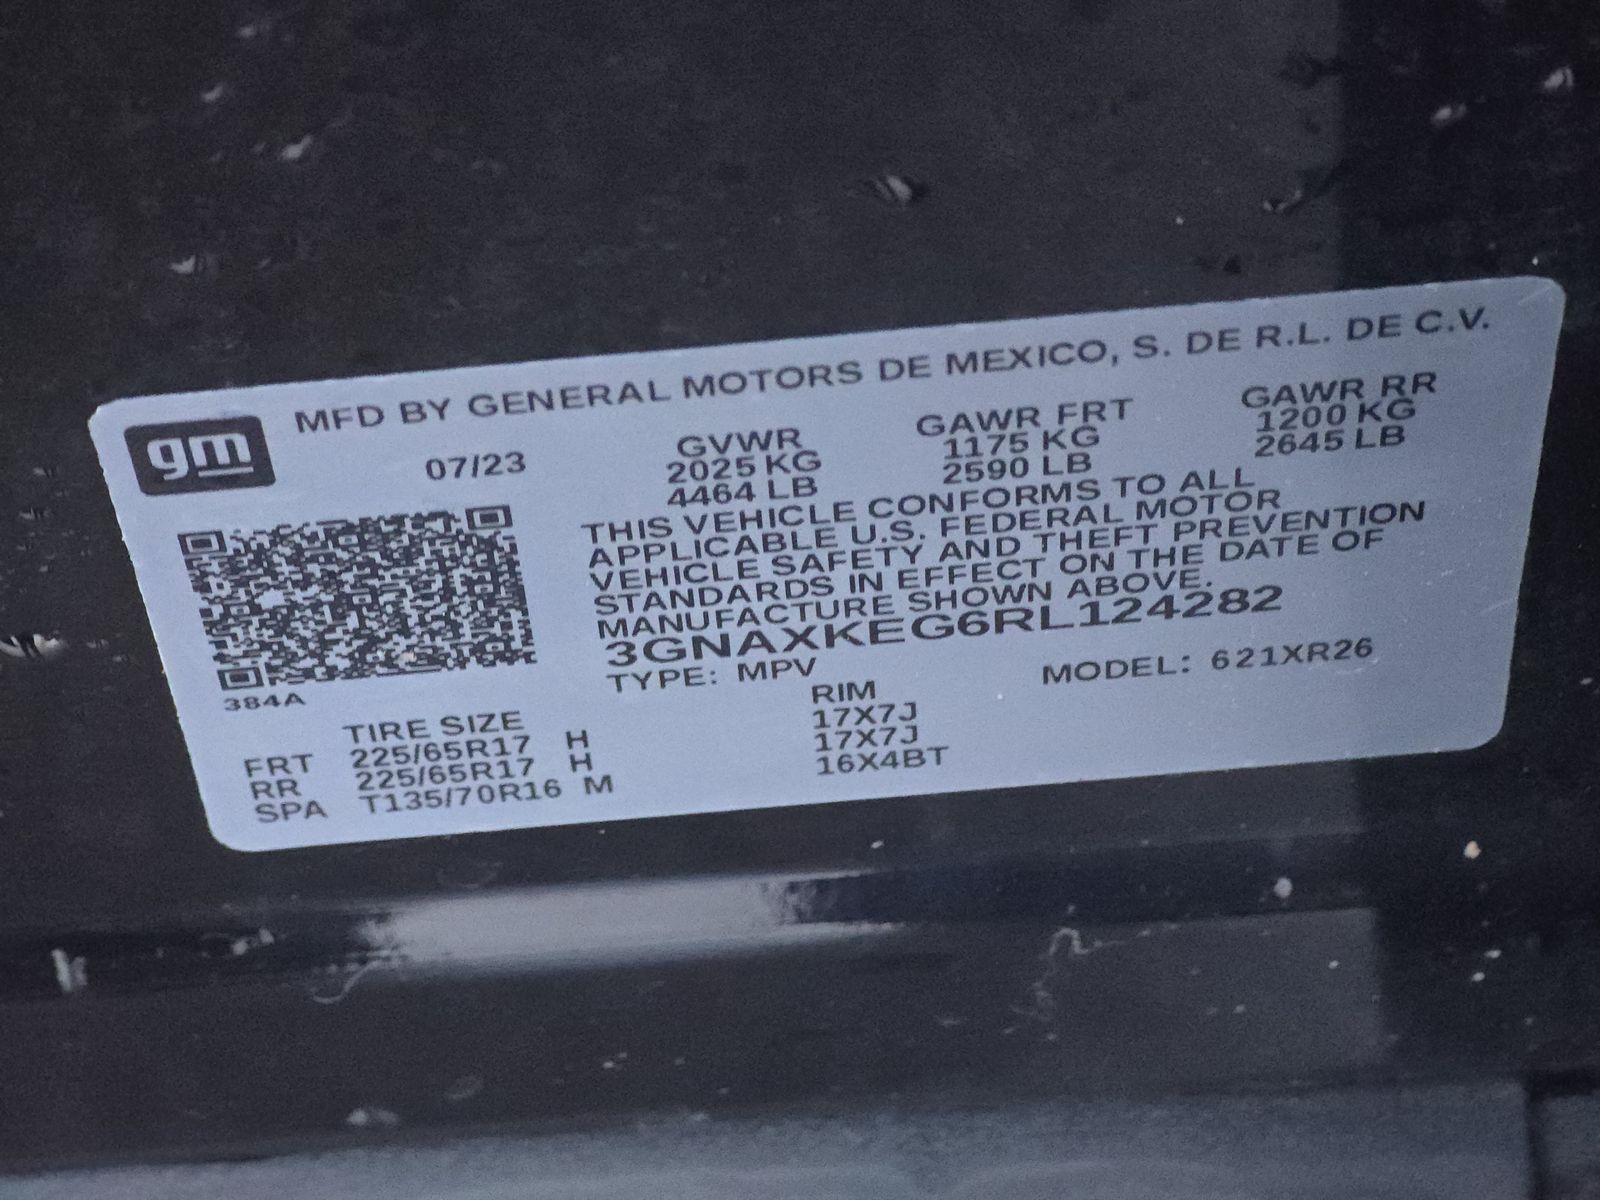 gm
MFD BY GENERAL MOTORS DE MEXICO, S. DE R.L. DE C.V.
07/23 GVWR GAWR FRT GAWR RR
2025 KG 1175 KG 1200 KG
4464 LB 2590 LB 2645 LB
THIS VEHICLE CONFORMS TO ALL
APPLICABLE U.S. FEDERAL MOTOR
VEHICLE SAFETY AND THEFT PREVENTION
STANDARDS IN EFFECT ON THE DATE OF
MANUFACTURE SHOWN ABOVE.
3GNAXKEG6RL124282
TYPE: MPV MODEL: 621XR26
384A
TIRE SIZE RIM
FRT 225/65R17 H 17X7J
RR 225/65R17 H 17X7J
SPA T135/70R16 M 16X4BT